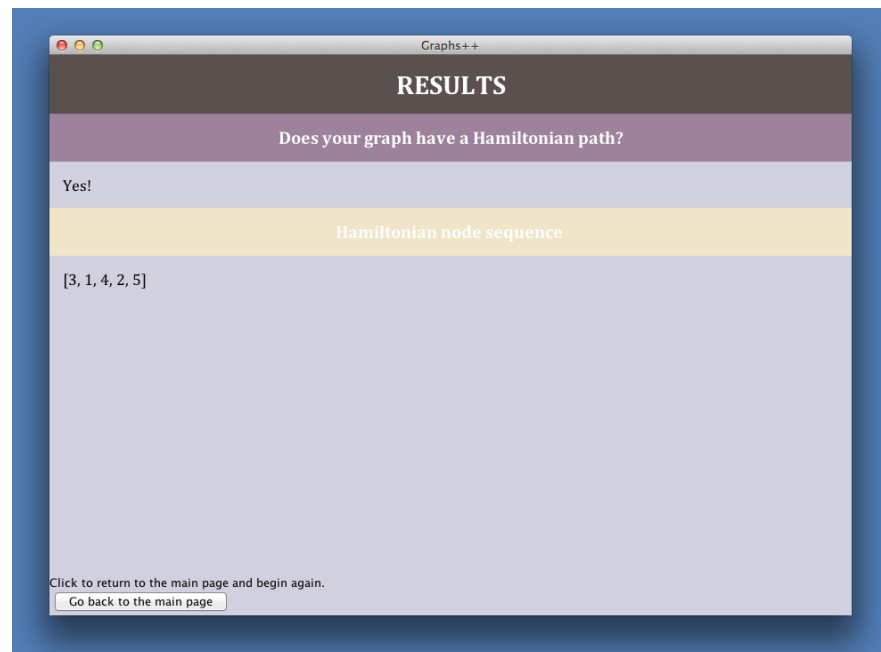 Graphs++
RESULTS
Does your graph have a Hamiltonian path?
Yes!
Hamiltonian node sequence
[3, 1, 4, 2, 5]
Click to return to the main page and begin again.
Go back to the main page